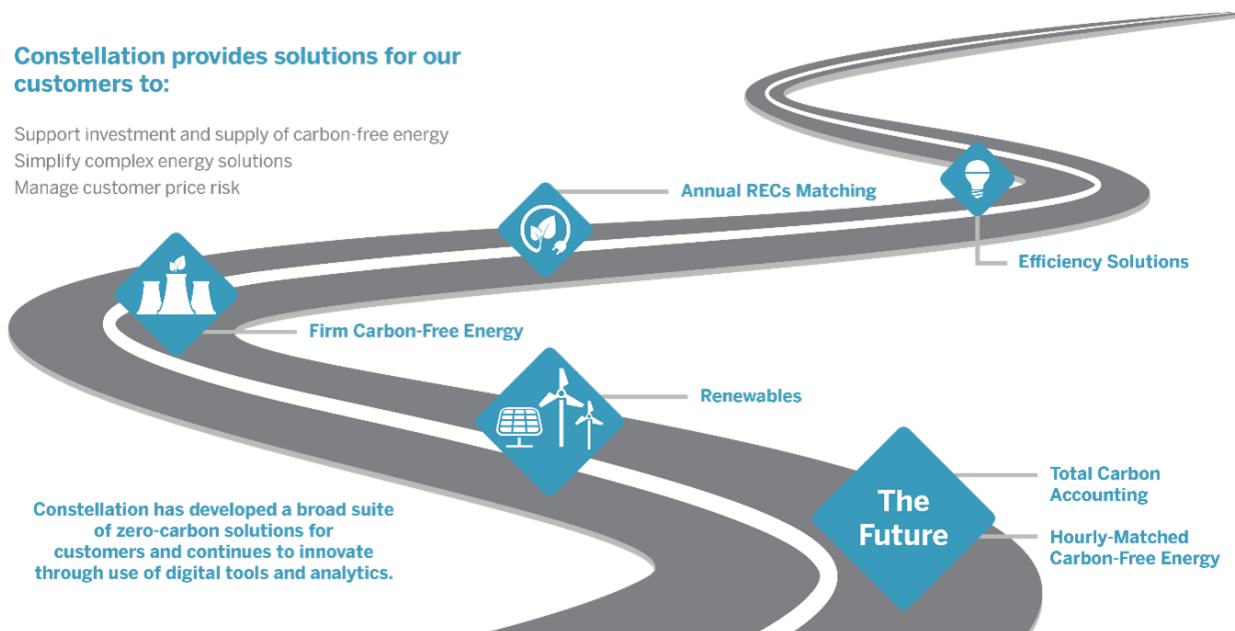 Constellation provides solutions for our
customers to:
Support investment and supply of carbon-free energy
Simplify complex energy solutions
Manage customer price risk
Annual RECs Matching
Efficiency Solutions
Firm Carbon-Free Energy
Renewables
The
Future
Total Carbon
Accounting
Hourly-Matched
Carbon-Free Energy
Constellation has developed a broad suite
of zero-carbon solutions for
customers and continues to innovate
through use of digital tools and analytics.